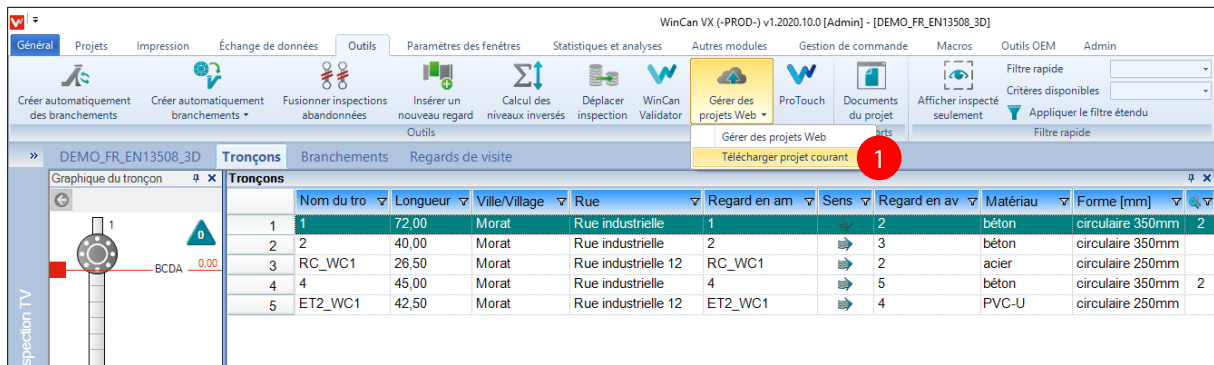 WinCan VX (-PROD-) v1.2020.10.0 [Admin] - [DEMO_FR_EN13508_3D]
Général Projets Impression Échange de données Outils Paramètres des fenêtres Statistiques et analyses Autres modules Gestion de commande Macros Outils OEM Admin
Créer automatiquement des branchements
Créer automatiquement branchements
Fusionner inspections abandonnées
Insérer un nouveau regard
Calcul des niveaux inversés
Déplacer inspection
WinCan Validator
Gérer des projets Web
ProTouch
Documents du projet
Afficher inspecté seulement
Filtre rapide
Critères disponibles
Appliquer le filtre étendu
Outils
Filtre rapide
Gérer des projets Web
Télécharger projet courant
1
» DEMO_FR_EN13508_3D Tronçons Branchements Regards de visite
Graphique du tronçon
Tronçons
Nom du tro Longueur Ville/Village Rue Regard en am Sens Regard en av Matériau Forme [mm]
1 1 72,00 Morat Rue industrielle 1 2 béton circulaire 350mm 2
2 2 40,00 Morat Rue industrielle 2 3 béton circulaire 350mm
3 RC_WC1 26,50 Morat Rue industrielle 12 RC_WC1 2 acier circulaire 250mm
4 4 45,00 Morat Rue industrielle 4 5 béton circulaire 350mm 2
5 ET2_WC1 42,50 Morat Rue industrielle 12 ET2_WC1 4 PVC-U circulaire 250mm
1
0
BCDA 0,00